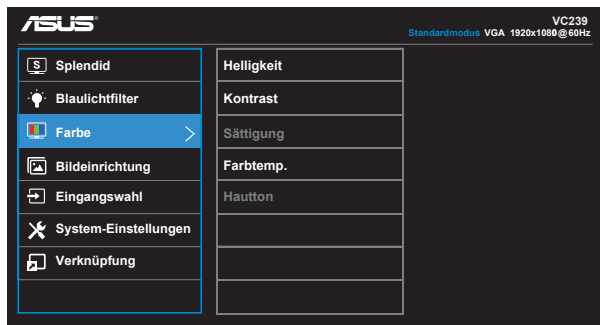 ASUS
VC239
Standardmodus VGA 1920x1080@60Hz
S Splendid
Blaulichtfilter
Farbe
Bildeinrichtung
Eingangswahl
System-Einstellungen
Verknüpfung
Helligkeit
Kontrast
Sättigung
Farbtemp.
Hautton